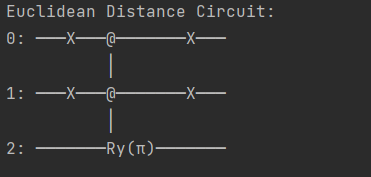 Euclidean Distance Circuit:
0: ───X───@───────X───
│
1: ───X───@───────X───
│
2: ───────Ry(π)───────